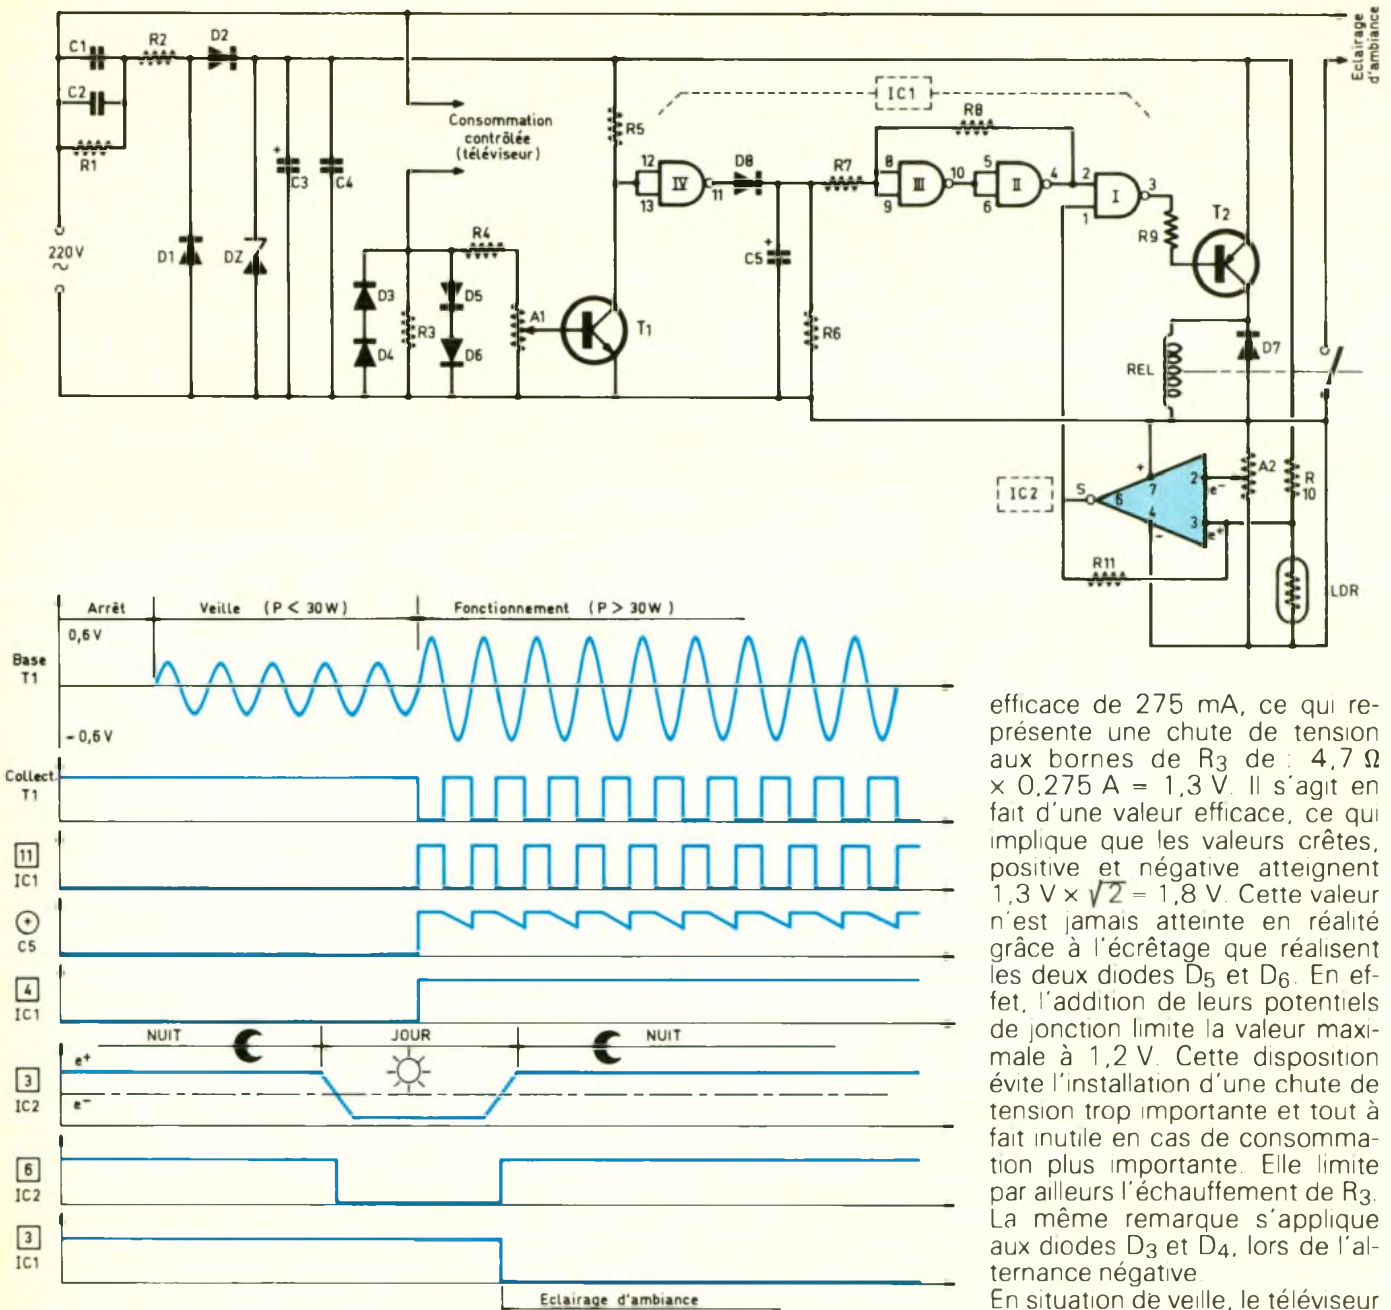 C1
R2
D2
C2
R1
C3
C4
220V
D1
DZ
Consommation
contrôlée
(téléviseur)
R4
D3
D5
R3
A1
D4
D6
T1
R5
IC1
R8
12
IV
13
11
D8
R7
8
III
9
10
5
II
6
4
2
I
1
3
C5
R6
R9
T2
REL
D7
Eclairage
d'ambiance
IC2
S
6
+
7
4
-
2
e-
3
e+
A2
R
10
R11
LDR
Arrêt
Veille (P < 30W)
Fonctionnement (P > 30W)
0,6V
Base
T1
- 0,6V
Collect.
T1
11
IC1
+
C5
4
IC1
NUIT
JOUR
NUIT
e+
3
IC2
e-
6
IC2
3
IC1
Eclairage d'ambiance
efficace de 275 mA, ce qui re-
présente une chute de tension
aux bornes de R3 de : 4,7 Ω
× 0,275 A = 1,3 V. Il s'agit en
fait d'une valeur efficace, ce qui
implique que les valeurs crêtes,
positive et négative atteignent
1,3 V × √2 = 1,8 V. Cette valeur
n'est jamais atteinte en réalité
grâce à l'écrêtage que réalisent
les deux diodes D5 et D6. En ef-
fet, l'addition de leurs potentiels
de jonction limite la valeur maxi-
male à 1,2 V. Cette disposition
évite l'installation d'une chute de
tension trop importante et tout à
fait inutile en cas de consomma-
tion plus importante. Elle limite
par ailleurs l'échauffement de R3.
La même remarque s'applique
aux diodes D3 et D4, lors de l'al-
ternance négative.
En situation de veille, le téléviseur